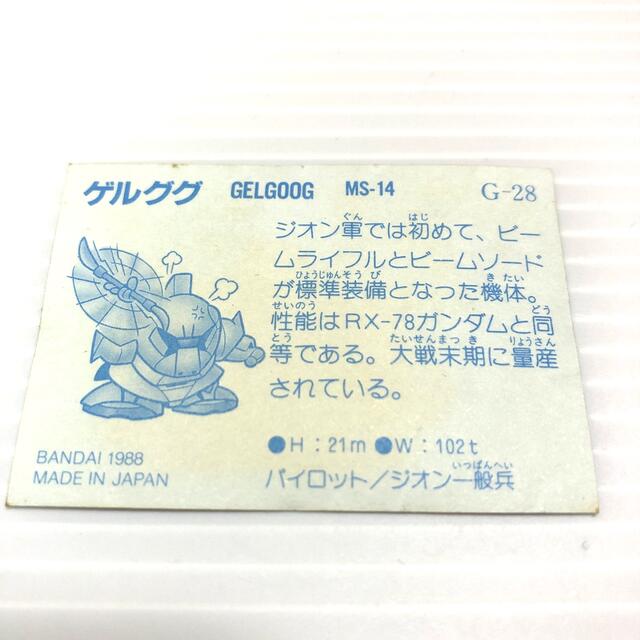 ゲルググ GELGOOG MS-14 G-28
ジオン軍では初めて、ビー
ムライフルとビームソード
が標準装備となった機体。
性能はRX-78ガンダムと同
等である。大戦末期に量産
されている。
●H:21m ●W:102t
パイロット/ジオン一般兵
BANDAI 1988
MADE IN JAPAN